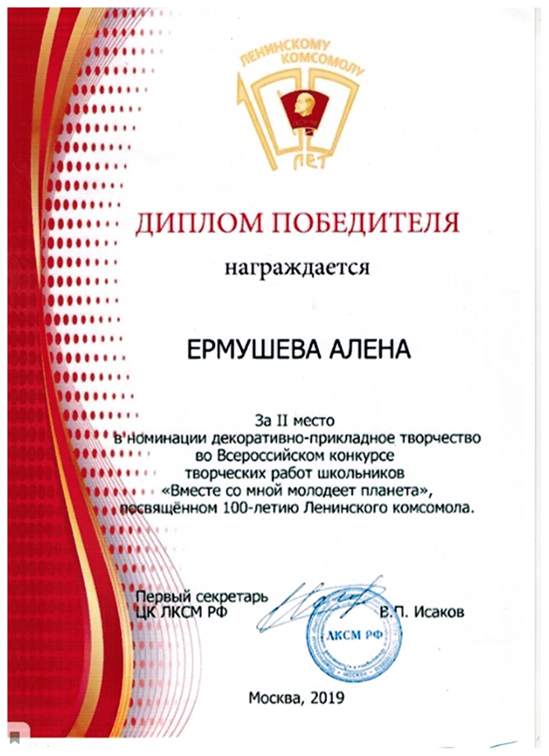 ЛЕНИНСКОМУ
КОМСОМОЛУ
100
ЛЕТ
ДИПЛОМ ПОБЕДИТЕЛЯ
награждается
ЕРМУШЕВА АЛЕНА
За II место
в номинации декоративно-прикладное творчество
во Всероссийском конкурсе
творческих работ школьников
«Вместе со мной молодеет планета»,
посвящённом 100-летию Ленинского комсомола.
Первый секретарь
ЦК ЛКСМ РФ
В.П. Исаков
ЛКСМ РФ
Москва, 2019